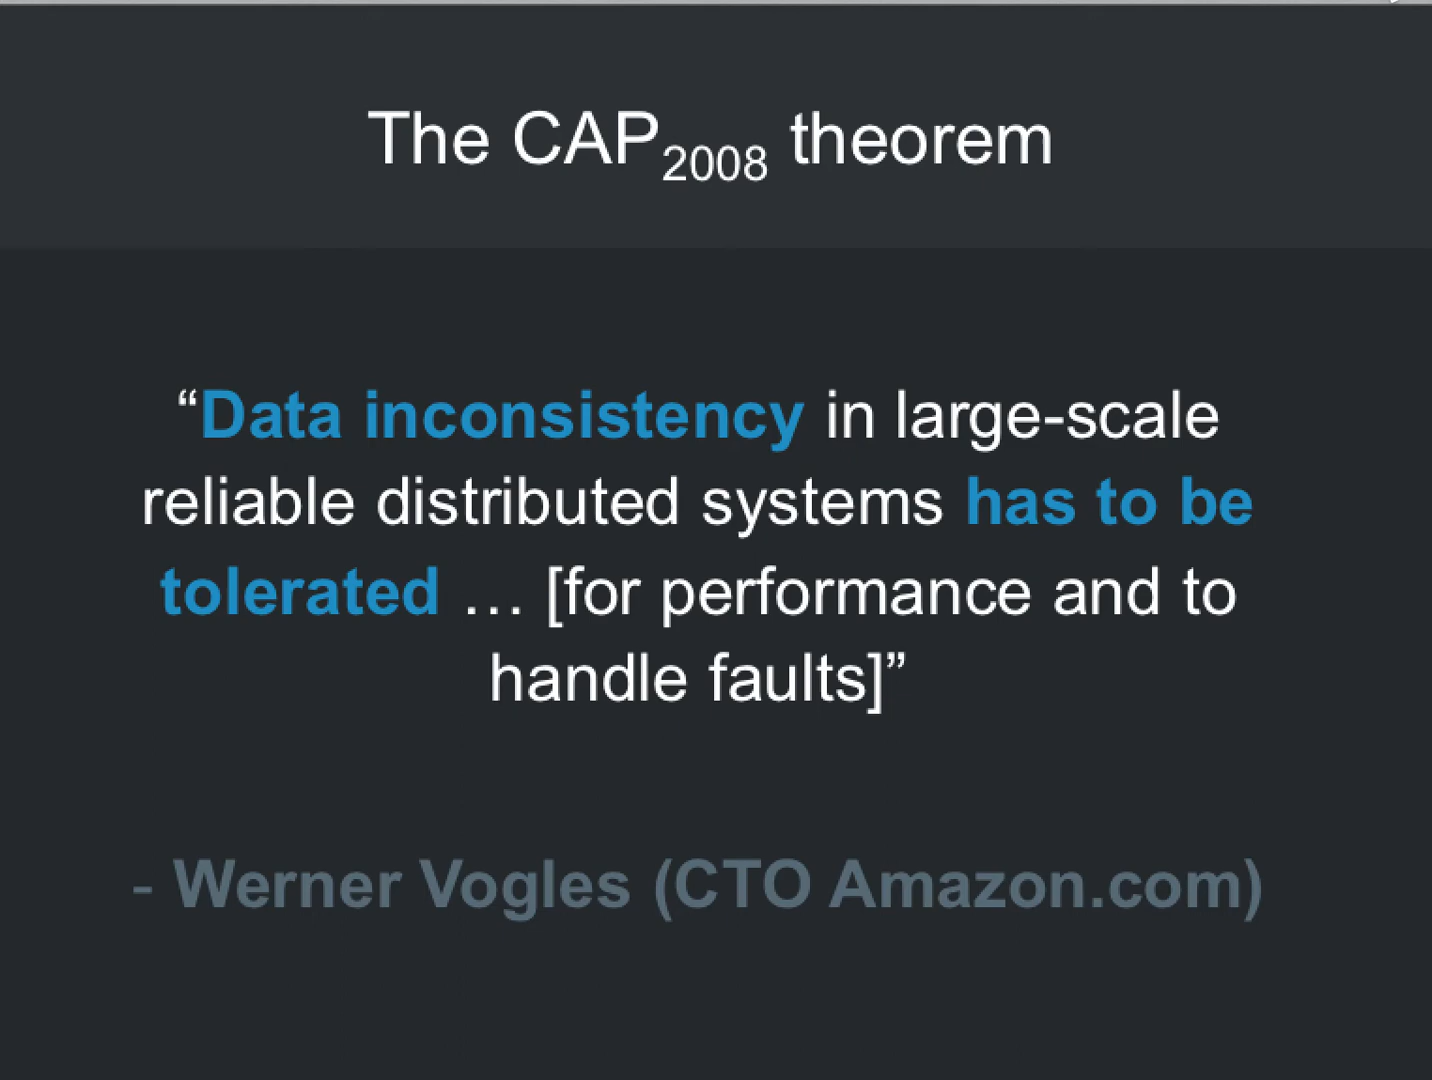 The CAP2008 theorem
“Data inconsistency in large-scale
reliable distributed systems has to be
tolerated … [for performance and to
handle faults]”
- Werner Vogles (CTO Amazon.com)